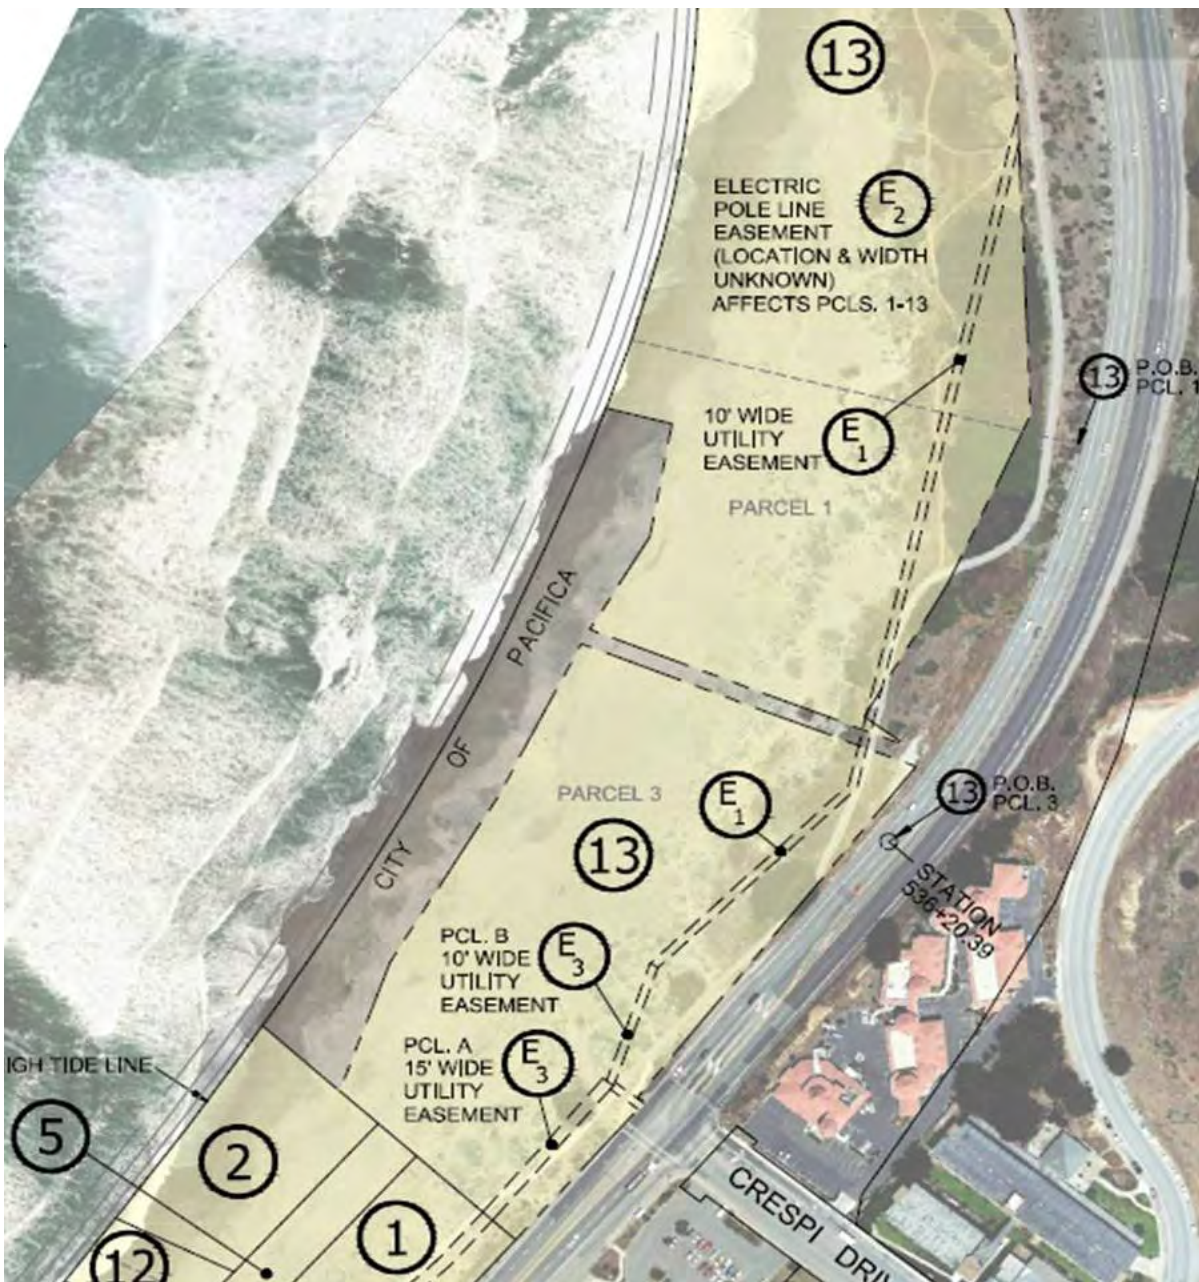 13
ELECTRIC
POLE LINE
EASEMENT
(LOCATION & WIDTH
UNKNOWN)
AFFECTS PCLS. 1-13
E2
13
P.O.B.
PCL. 1
10' WIDE
UTILITY
EASEMENT
E1
PARCEL 1
CITY OF PACIFICA
PARCEL 3
E1
13
P.O.B.
PCL. 3
13
STATION
536+20.39
PCL. B
10' WIDE
UTILITY
EASEMENT
E3
PCL. A
15' WIDE
UTILITY
EASEMENT
E3
IGH TIDE LINE
5
2
1
12
CRESPI DRIV